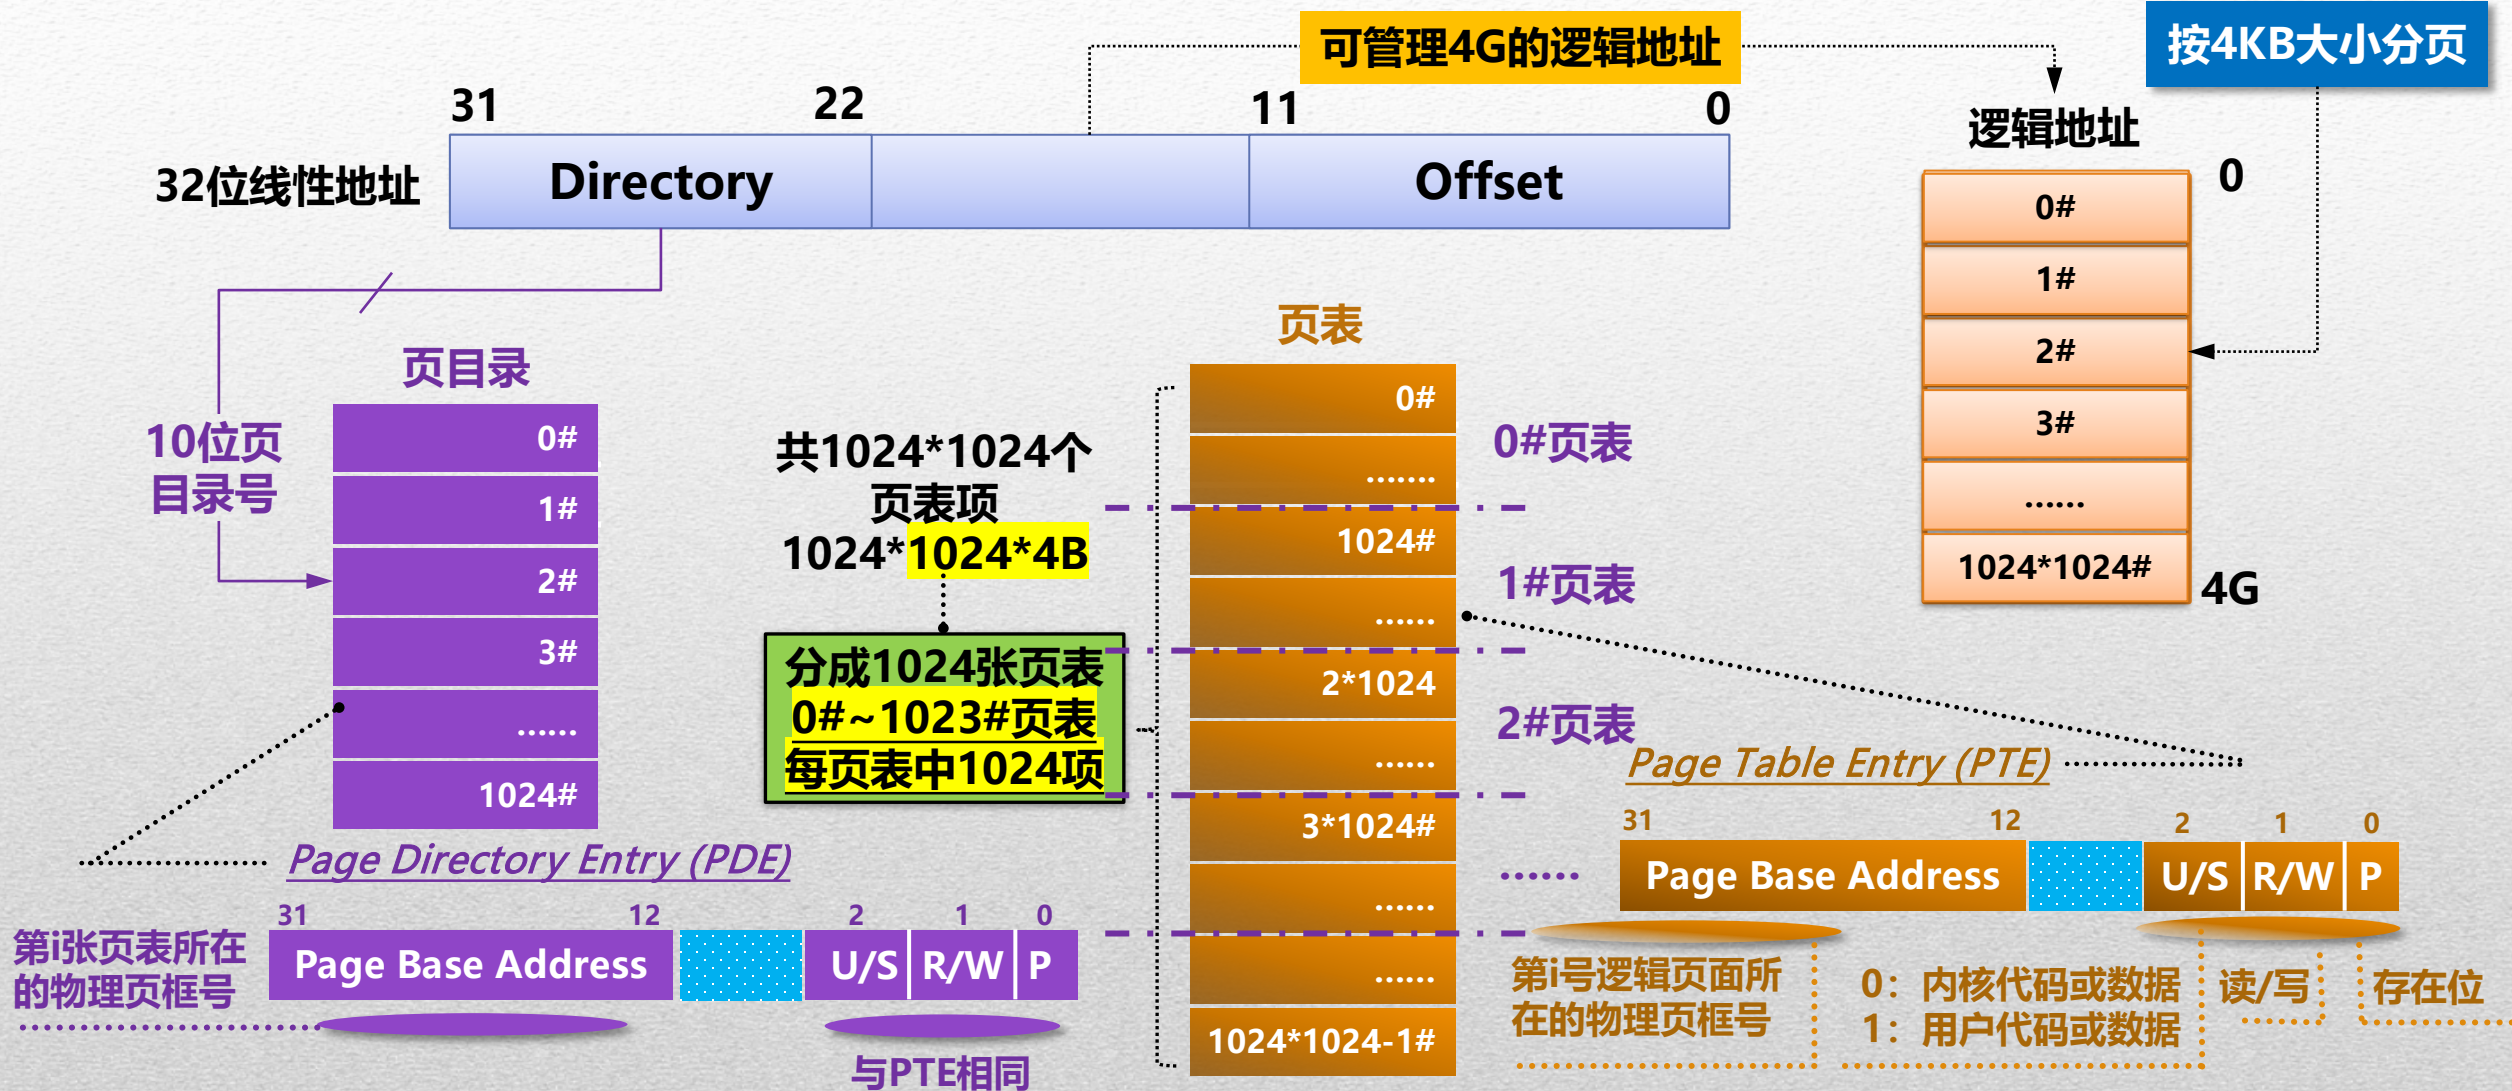 可管理4G的逻辑地址
按4KB大小分页
31
22
11
0
32位线性地址
Directory
Offset
逻辑地址
0
0#
1#
2#
3#
......
1024*1024#
4G
页目录
10位页
目录号
0#
1#
2#
3#
......
1024#
共1024*1024个
页表项
1024*1024*4B
分成1024张页表
0#~1023#页表
每页表中1024项
页表
0#
.......
1024#
......
2*1024
......
3*1024#
......
......
1024*1024-1#
0#页表
1#页表
2#页表
......
Page Directory Entry (PDE)
31
12
2
1
0
第i张页表所在
的物理页框号
Page Base Address
U/S
R/W
P
与PTE相同
Page Table Entry (PTE)
31
12
2
1
0
Page Base Address
U/S
R/W
P
第i号逻辑页面所
在的物理页框号
0：内核代码或数据
1：用户代码或数据
读/写
存在位